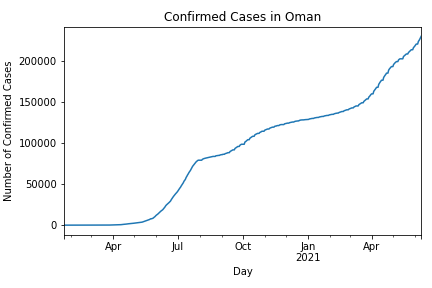 Confirmed Cases in Oman
Number of Confirmed Cases
200000
150000
100000
50000
0
Apr
Jul
Oct
Jan
2021
Apr
Day